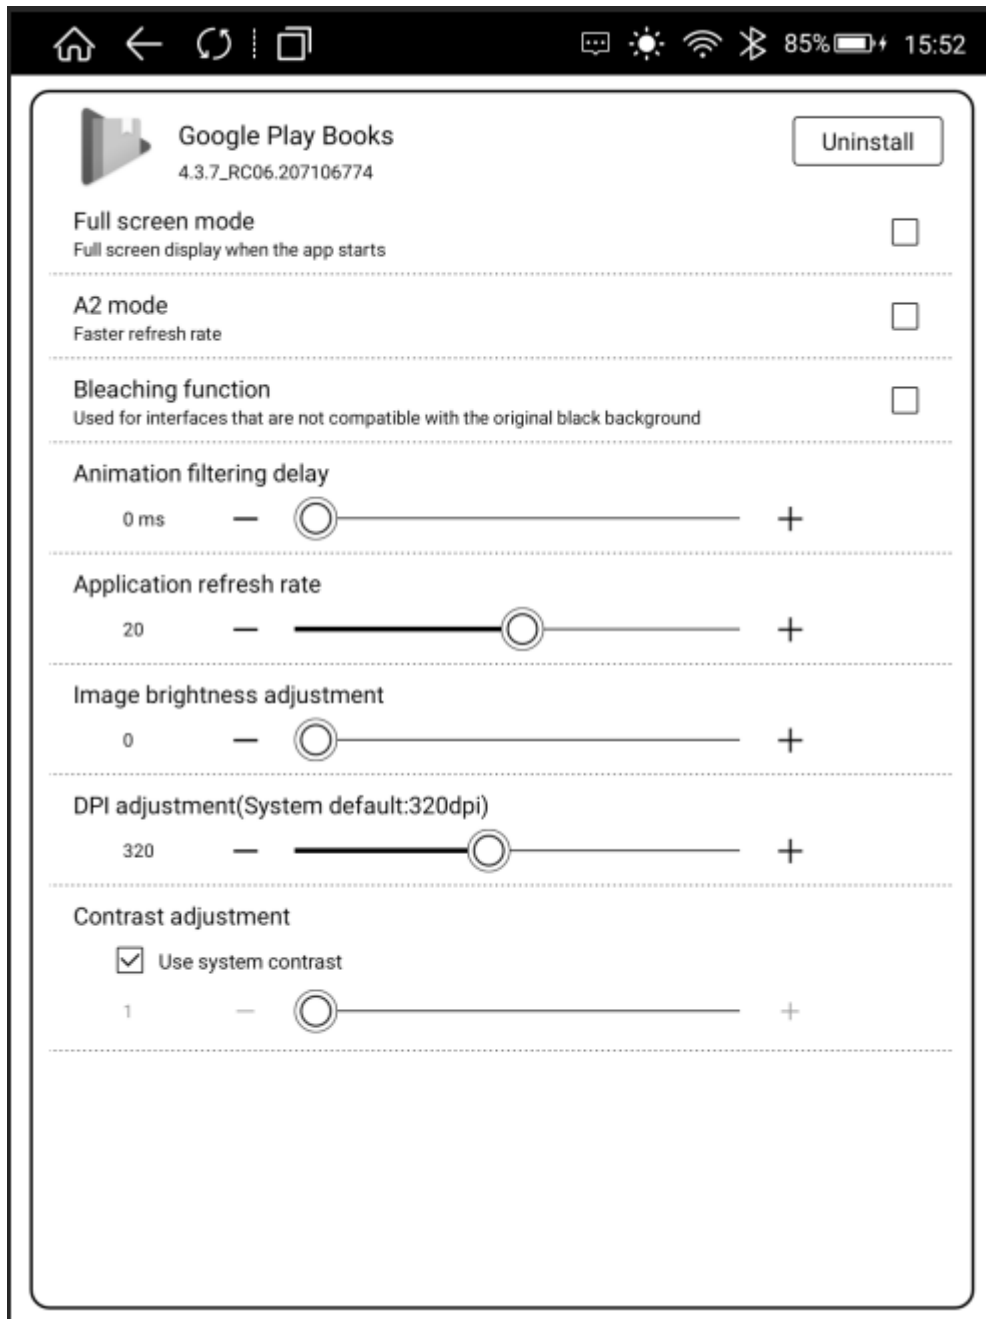 85% 15:52
Google Play Books
Uninstall
4.3.7_RC06.207106774
Full screen mode
Full screen display when the app starts
A2 mode
Faster refresh rate
Bleaching function
Used for interfaces that are not compatible with the original black background
Animation filtering delay
0 ms − +
Application refresh rate
20 − +
Image brightness adjustment
0 − +
DPI adjustment(System default:320dpi)
320 − +
Contrast adjustment
Use system contrast
1 − +